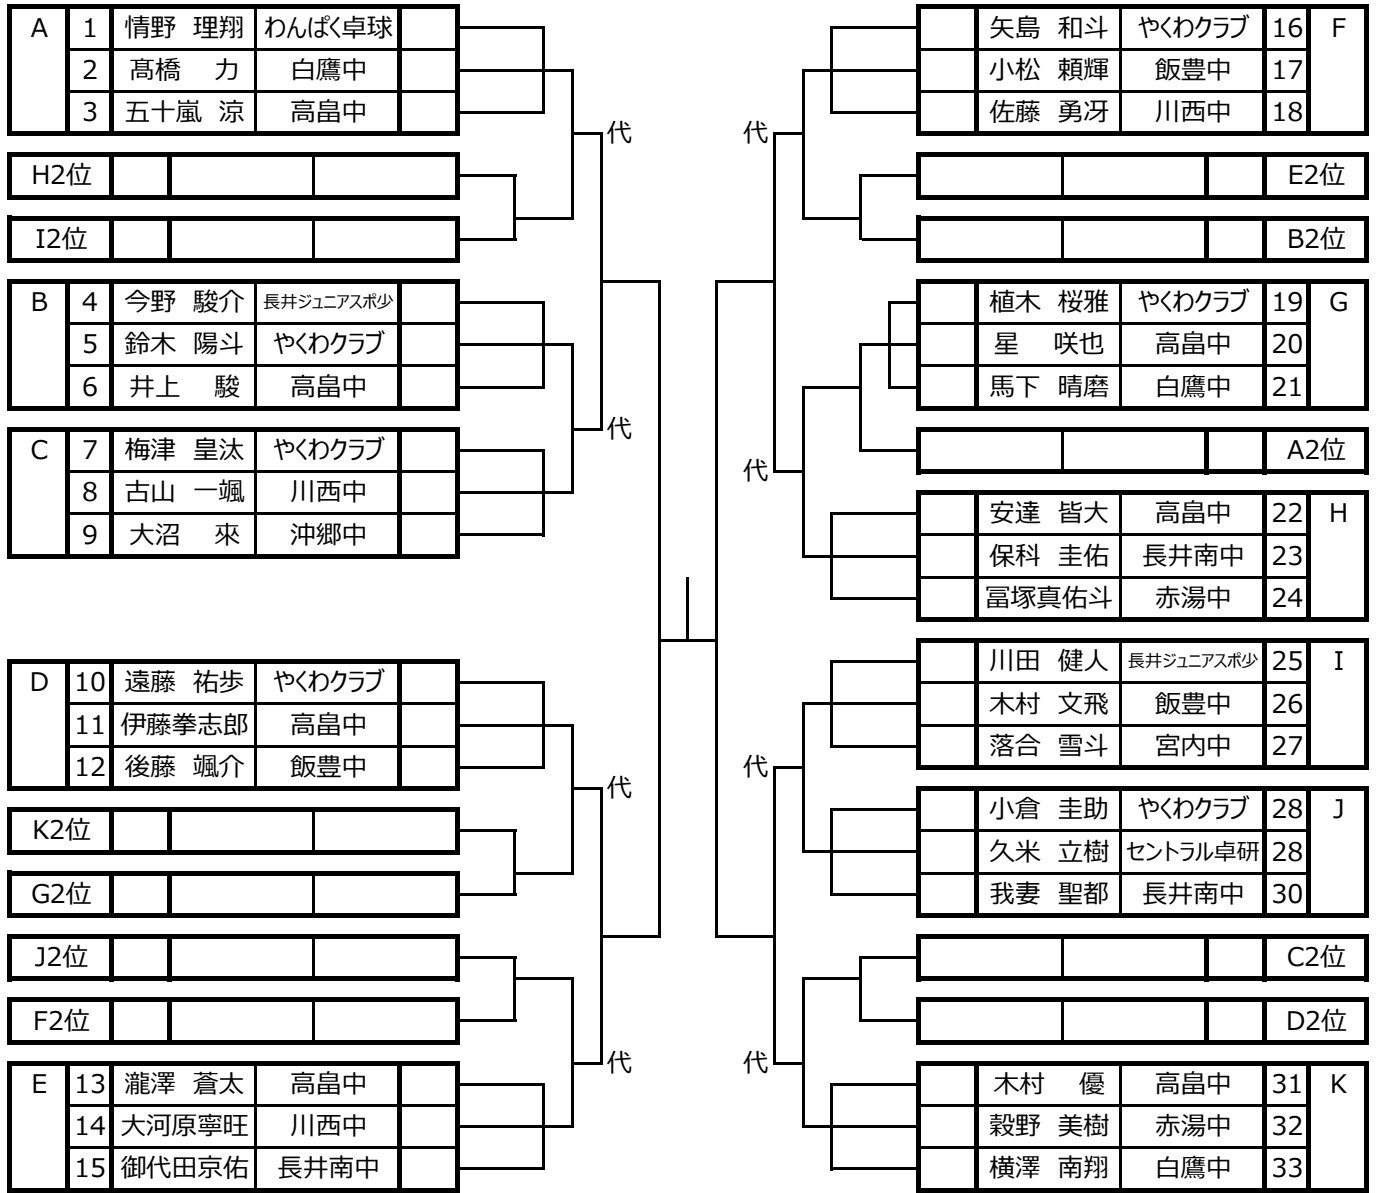 A 1 情野 理翔 わんぱく卓球
2 髙橋 力 白鷹中
3 五十嵐 涼 高畠中
代
H2位
I2位
B 4 今野 駿介 長井ジュニアスポ少
5 鈴木 陽斗 やくわクラブ
6 井上 駿 高畠中
代
C 7 梅津 皇汰 やくわクラブ
8 古山 一颯 川西中
9 大沼 來 沖郷中
D 10 遠藤 祐歩 やくわクラブ
11 伊藤拳志郎 高畠中
12 後藤 颯介 飯豊中
代
K2位
G2位
J2位
F2位
代
E 13 瀧澤 蒼太 高畠中
14 大河原寧旺 川西中
15 御代田京佑 長井南中
矢島 和斗 やくわクラブ 16 F
小松 頼輝 飯豊中 17
佐藤 勇冴 川西中 18
代
E2位
B2位
植木 桜雅 やくわクラブ 19 G
星 咲也 高畠中 20
馬下 晴磨 白鷹中 21
A2位
代
安達 皆大 高畠中 22 H
保科 圭佑 長井南中 23
冨塚真佑斗 赤湯中 24
川田 健人 長井ジュニアスポ少 25 I
木村 文飛 飯豊中 26
落合 雪斗 宮内中 27
代
小倉 圭助 やくわクラブ 28 J
久米 立樹 セントラル卓研 28
我妻 聖都 長井南中 30
C2位
D2位
代
木村 優 高畠中 31 K
穀野 美樹 赤湯中 32
横澤 南翔 白鷹中 33